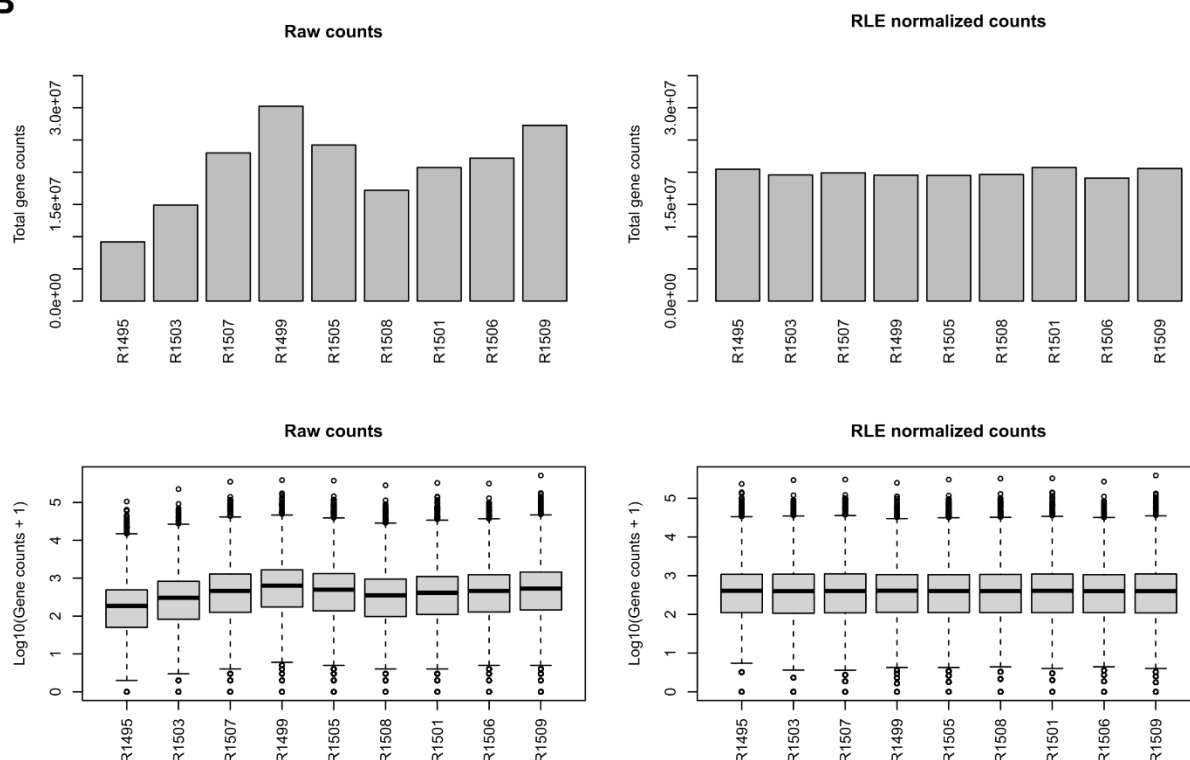 B
Raw counts
Total gene counts
3.0e+07
1.5e+07
0.0e+00
R1495
R1503
R1507
R1499
R1505
R1508
R1501
R1506
R1509
RLE normalized counts
Total gene counts
3.0e+07
1.5e+07
0.0e+00
R1495
R1503
R1507
R1499
R1505
R1508
R1501
R1506
R1509
Raw counts
Log10(Gene counts + 1)
5
4
3
2
1
0
R1495
R1503
R1507
R1499
R1505
R1508
R1501
R1506
R1509
RLE normalized counts
Log10(Gene counts + 1)
5
4
3
2
1
0
R1495
R1503
R1507
R1499
R1505
R1508
R1501
R1506
R1509